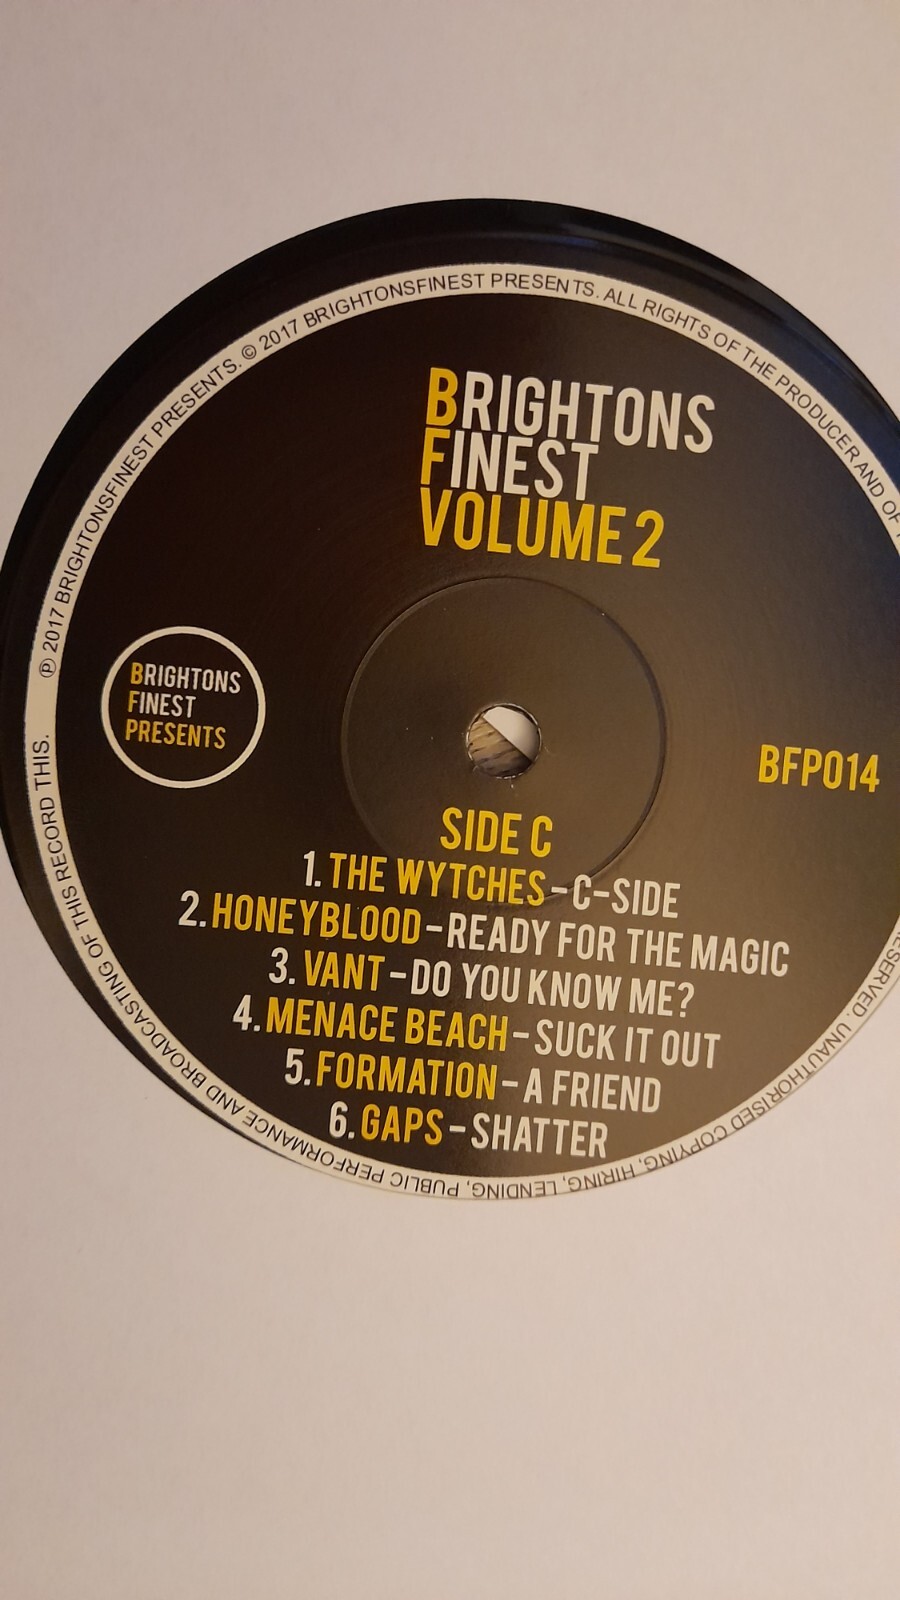 BRIGHTONS
FINEST
VOLUME 2
BRIGHTONS
FINEST
PRESENTS
BFP014
SIDE C
1. THE WYTCHES – C-SIDE
2. HONEYBLOOD – READY FOR THE MAGIC
3. VANT – DO YOU KNOW ME?
4. MENACE BEACH – SUCK IT OUT
5. FORMATION – A FRIEND
6. GAPS – SHATTER
℗ 2017 BRIGHTONSFINEST PRESENTS. © 2017 BRIGHTONSFINEST PRESENTS. ALL RIGHTS OF THE PRODUCER AND OF
RESERVED. UNAUTHORISED COPYING, HIRING, LENDING, PUBLIC PERFORMANCE AND BROADCASTING OF THIS RECORD THIS.